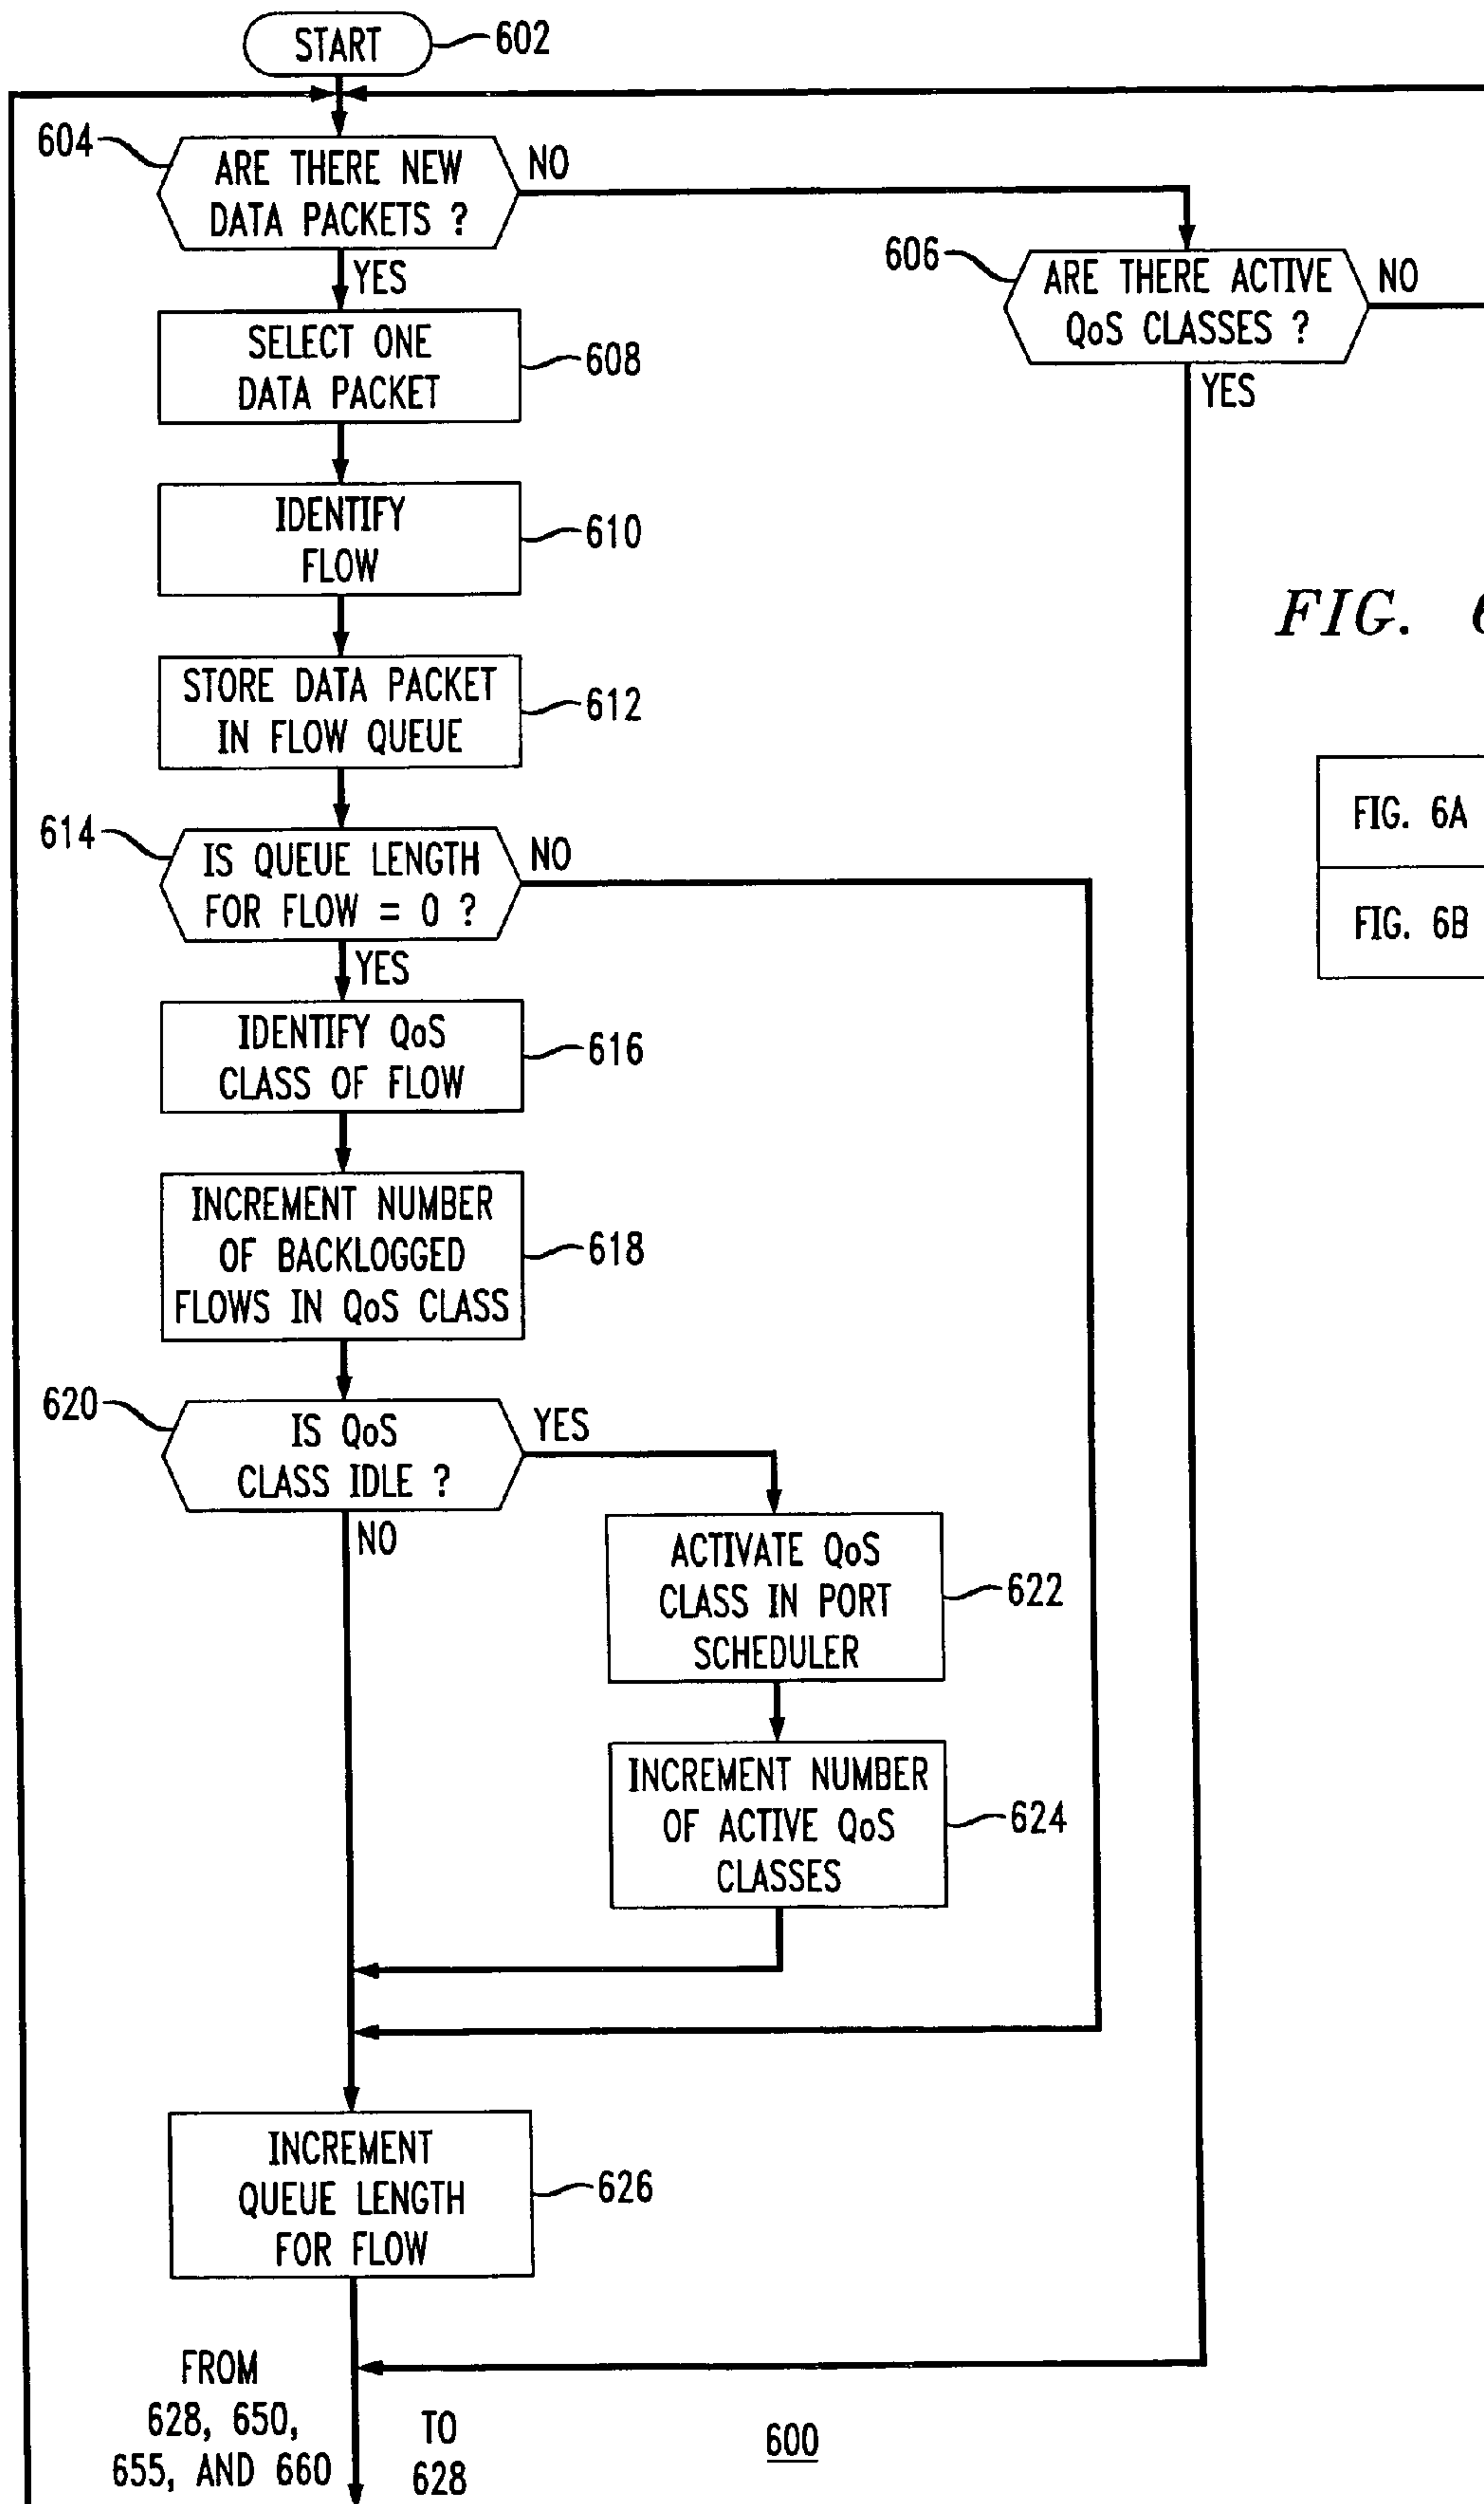 START
602
604
ARE THERE NEW
DATA PACKETS ?
NO
YES
606
ARE THERE ACTIVE
QoS CLASSES ?
NO
YES
SELECT ONE
DATA PACKET
608
IDENTIFY
FLOW
610
FIG.
STORE DATA PACKET
IN FLOW QUEUE
612
FIG. 6A
FIG. 6B
614
IS QUEUE LENGTH
FOR FLOW = 0 ?
NO
YES
IDENTIFY QoS
CLASS OF FLOW
616
INCREMENT NUMBER
OF BACKLOGGED
FLOWS IN QoS CLASS
618
620
IS QoS
CLASS IDLE ?
YES
NO
ACTIVATE QoS
CLASS IN PORT
SCHEDULER
622
INCREMENT NUMBER
OF ACTIVE QoS
CLASSES
624
INCREMENT
QUEUE LENGTH
FOR FLOW
626
FROM
628, 650,
655, AND 660
TO
628
600